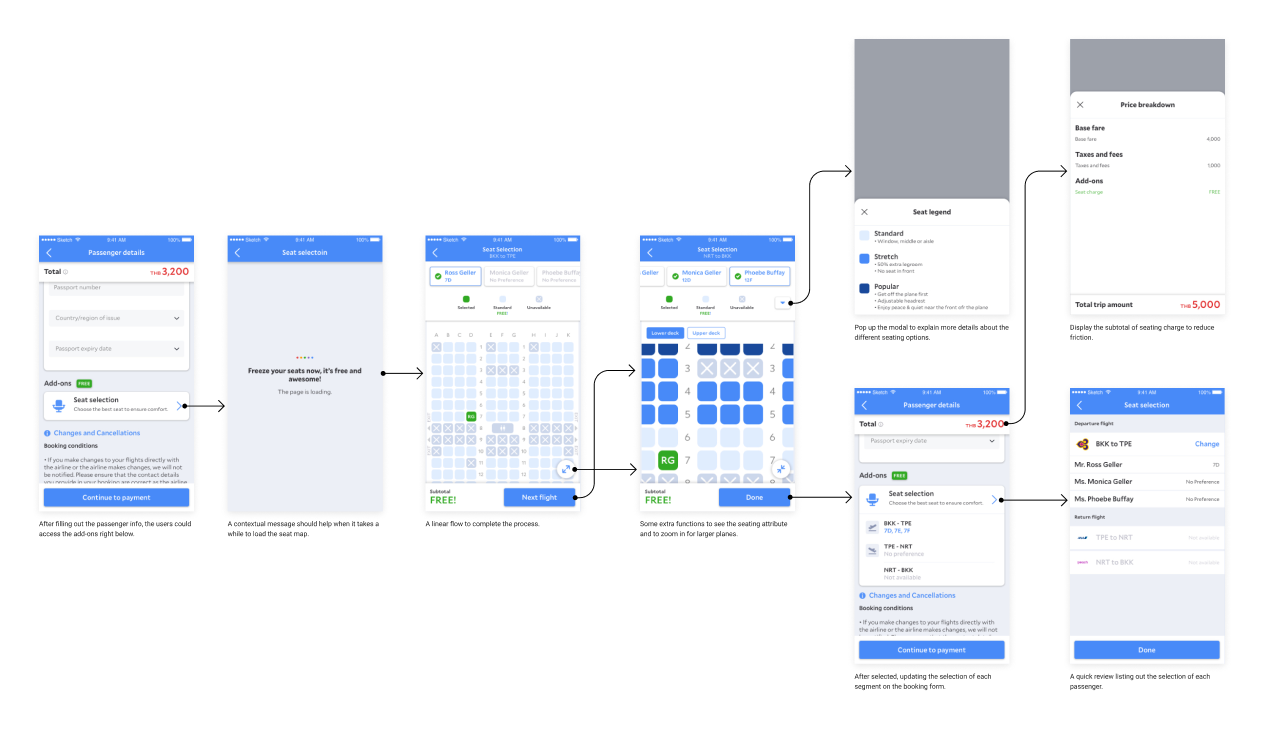 Sketch 9:41 AM 100%
Passenger details
Total THB 3,200
Passport number
Country/region of issue
Passport expiry date
Add-ons FREE
Seat selection
Choose the best seat to ensure comfort.
Changes and Cancellations
Booking conditions
• If you make changes to your flights directly with
the airline or the airline makes changes, we will not
be notified. Please ensure that the contact details
you provide in your booking are correct as the airline
Continue to payment
After filling out the passenger info, the users could
access the add-ons right below.
Sketch 9:41 AM 100%
Seat selectoin
Freeze your seats now, it's free and
awesome!
The page is loading.
A contextual message should help when it takes a
while to load the seat map.
Sketch 9:41 AM 100%
Seat Selection
BKK to TPE
Ross Geller
7D
Monica Geller
No Preference
Phoebe Buffay
No Preference
Selected
Standard
FREE!
Unavailable
A B C D E F G H J K
1 1
2 2
3 3
4 4
5 5
6 6
RG 7 7
8 8
9 9
10 10
11 11
12 12
Subtotal
FREE!
Next flight
A linear flow to complete the process.
Sketch 9:41 AM 100%
Seat Selection
NRT to BKK
Geller
Monica Geller
12D
Phoebe Buffay
12F
Selected
Standard
FREE!
Unavailable
Lower deck Upper deck
2 2
3 3
4 4
5 5
6 6
RG 7 7
Subtotal
FREE!
Done
Some extra functions to see the seating attribute
and to zoom in for larger planes.
Seat legend
Standard
• Window, middle or aisle
Stretch
• 50% extra legroom
• No seat in front
Popular
• Get off the plane first
• Adjustable headrest
• Enjoy peace & quiet near the front ofr the plane
Pop up the modal to explain more details about the
different seating options.
Price breakdown
Base fare
Base fare 4,000
Taxes and fees
Taxes and fees 1,000
Add-ons
Seat charge FREE
Total trip amount THB 5,000
Display the subtotal of seating charge to reduce
friction.
Sketch 9:41 AM 100%
Passenger details
Total THB 3,200
Passport expiry date
Add-ons FREE
Seat selection
Choose the best seat to ensure comfort.
BKK - TPE
7D, 7E, 7F
TPE - NRT
No preference
NRT - BKK
Not available
Changes and Cancellations
Booking conditions
• If you make changes to your flights directly with
the airline or the airline makes changes, we will not
Continue to payment
After selected, updating the selection of each
segment on the booking form.
Sketch 9:41 AM 100%
Seat selection
Departure flight
BKK to TPE Change
Mr. Ross Geller 7D
Ms. Monica Geller No Preference
Ms. Phoebe Buffay No Preference
Return flight
TPE to NRT Not available
NRT to BKK Not available
Done
A quick review listing out the selection of each
passenger.